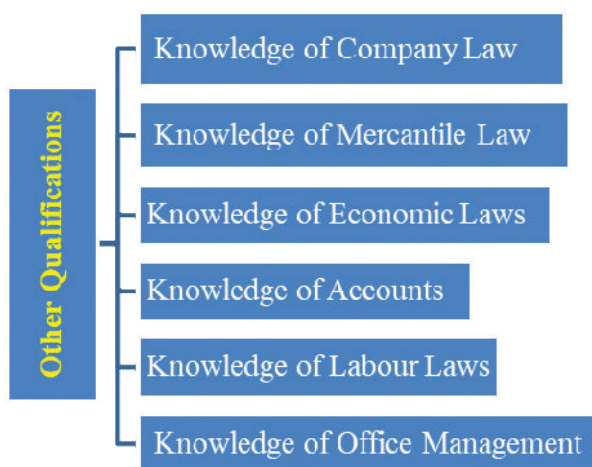 Other Qualifications
Knowledge of Company Law
Knowledge of Mercantile Law
Knowledge of Economic Laws
Knowledge of Accounts
Knowledge of Labour Laws
Knowledge of Office Management